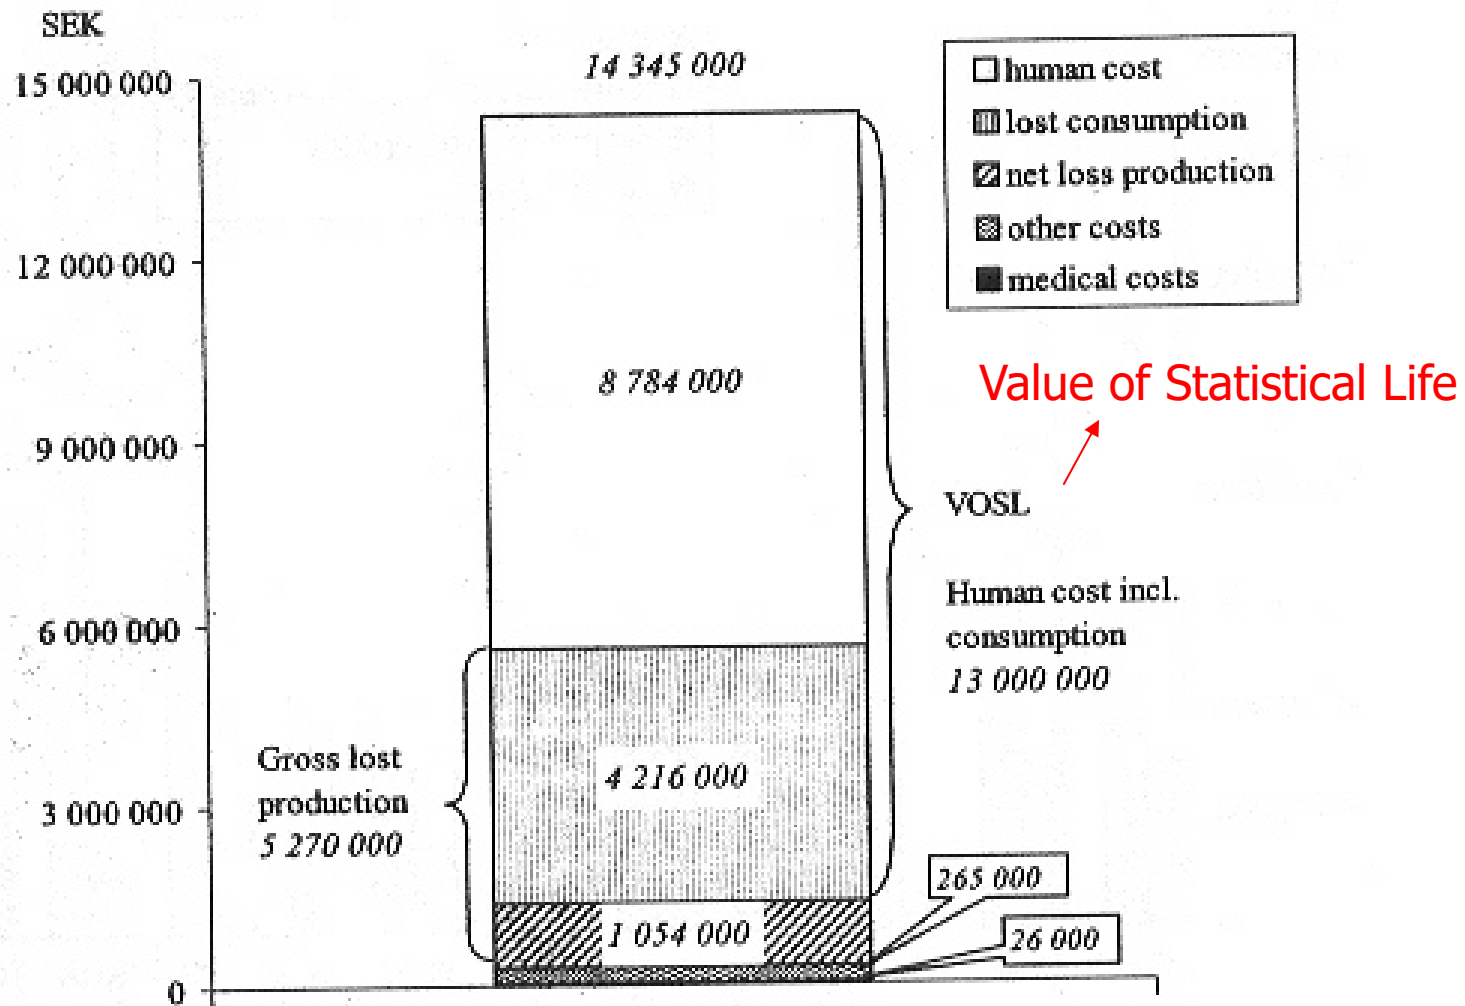 SEK
15 000 000
12 000 000
9 000 000
6 000 000
3 000 000
0
14 345 000
8 784 000
4 216 000
1 054 000
Gross lost
production
5 270 000
human cost
lost consumption
net loss production
other costs
medical costs
Value of Statistical Life
VOSL
Human cost incl.
consumption
13 000 000
265 000
26 000